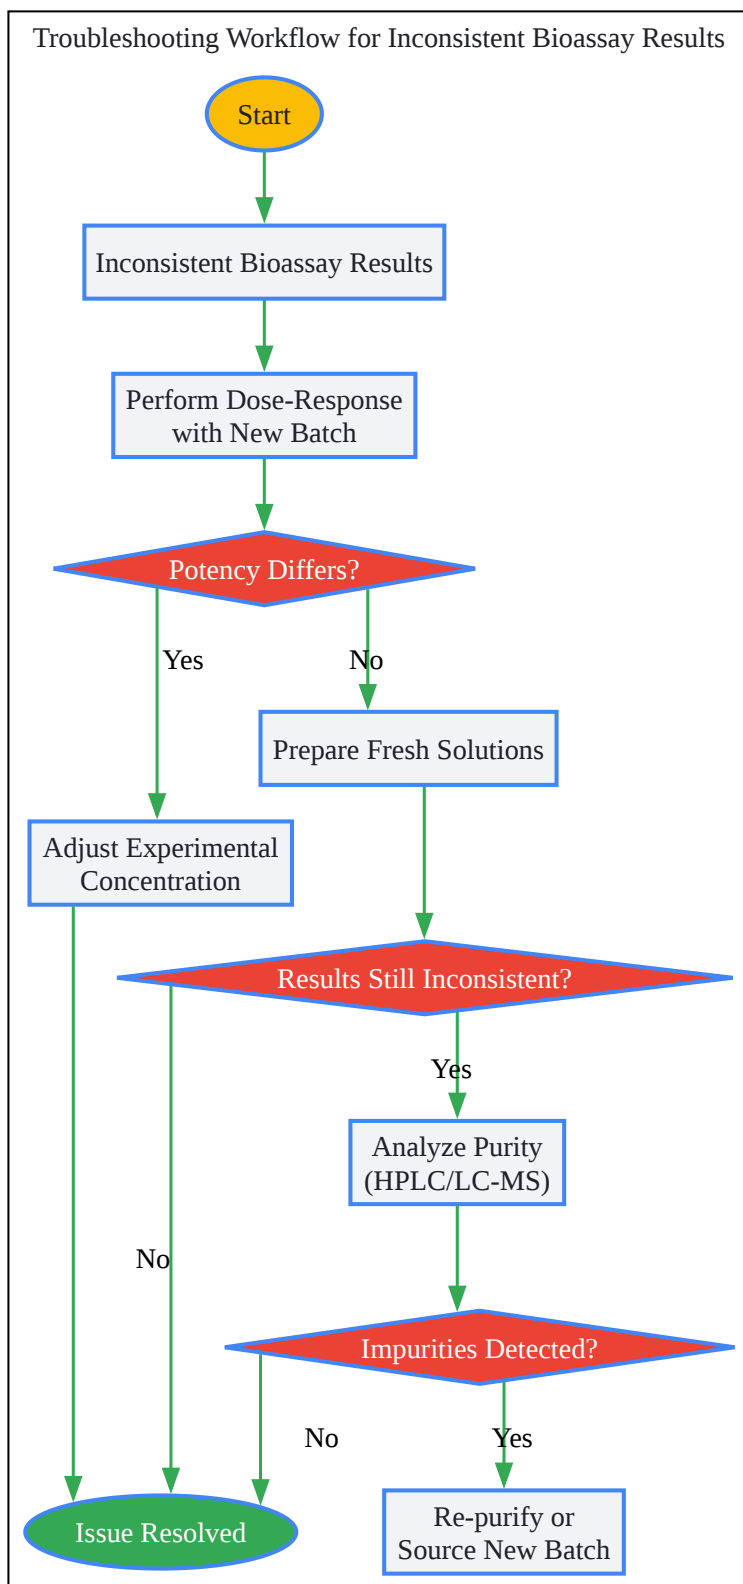 Troubleshooting Workflow for Inconsistent Bioassay Results
Start
Inconsistent Bioassay Results
Perform Dose-Response
with New Batch
Potency Differs?
Yes
No
Prepare Fresh Solutions
Adjust Experimental
Concentration
Results Still Inconsistent?
Yes
Analyze Purity
(HPLC/LC-MS)
No
Impurities Detected?
No
Yes
Issue Resolved
Re-purify or
Source New Batch